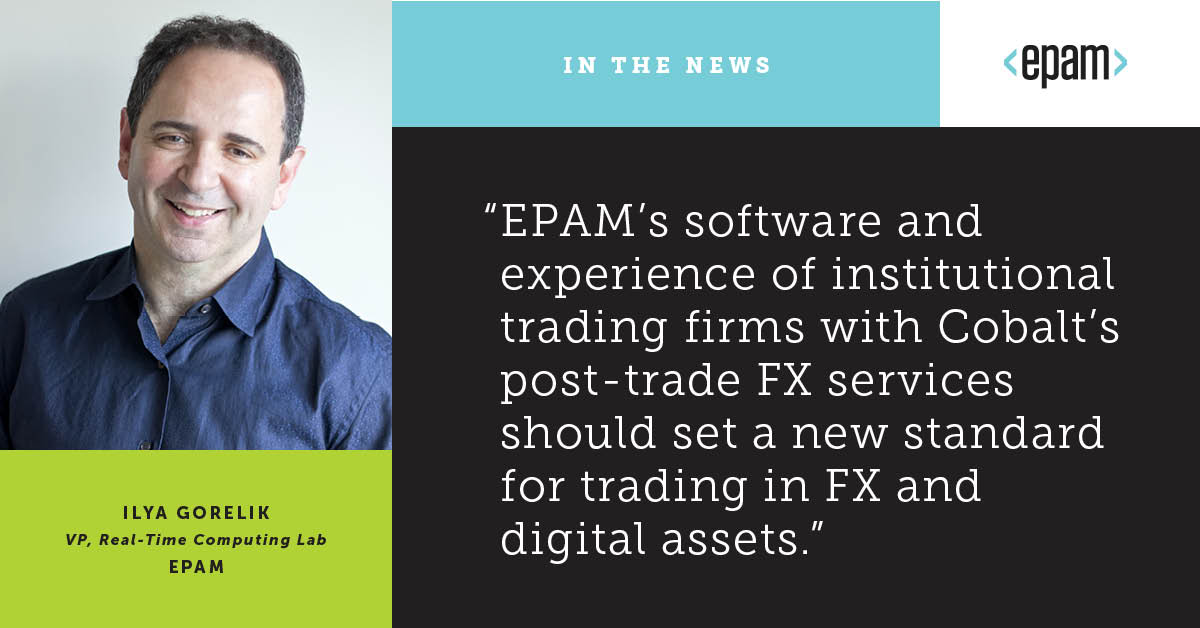 IN THE NEWS
<epam>
“EPAM’s software and
experience of institutional
trading firms with Cobalt’s
post-trade FX services
should set a new standard
for trading in FX and
digital assets.”
ILYA GORELIK
VP, Real-Time Computing Lab
EPAM